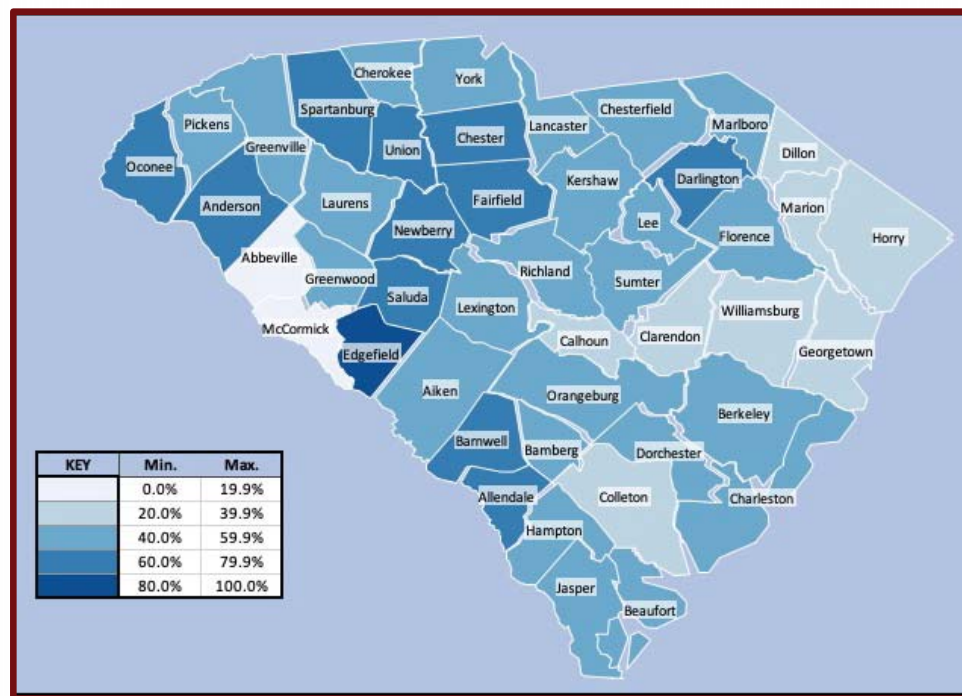 Cherokee
York
Spartanburg
Chesterfield
Pickens
Lancaster
Marlboro
Greenville
Union
Chester
Dillon
Oconee
Kershaw
Darlington
Anderson
Laurens
Fairfield
Marion
Newberry
Lee
Florence
Horry
Abbeville
Greenwood
Richland
Sumter
Saluda
Lexington
Williamsburg
McCormick
Calhoun
Clarendon
Edgefield
Georgetown
Aiken
Orangeburg
Berkeley
Barnwell
Bamberg
Dorchester
Allendale
Colleton
Charleston
Hampton
Jasper
Beaufort
KEY Min. Max.
0.0% 19.9%
20.0% 39.9%
40.0% 59.9%
60.0% 79.9%
80.0% 100.0%